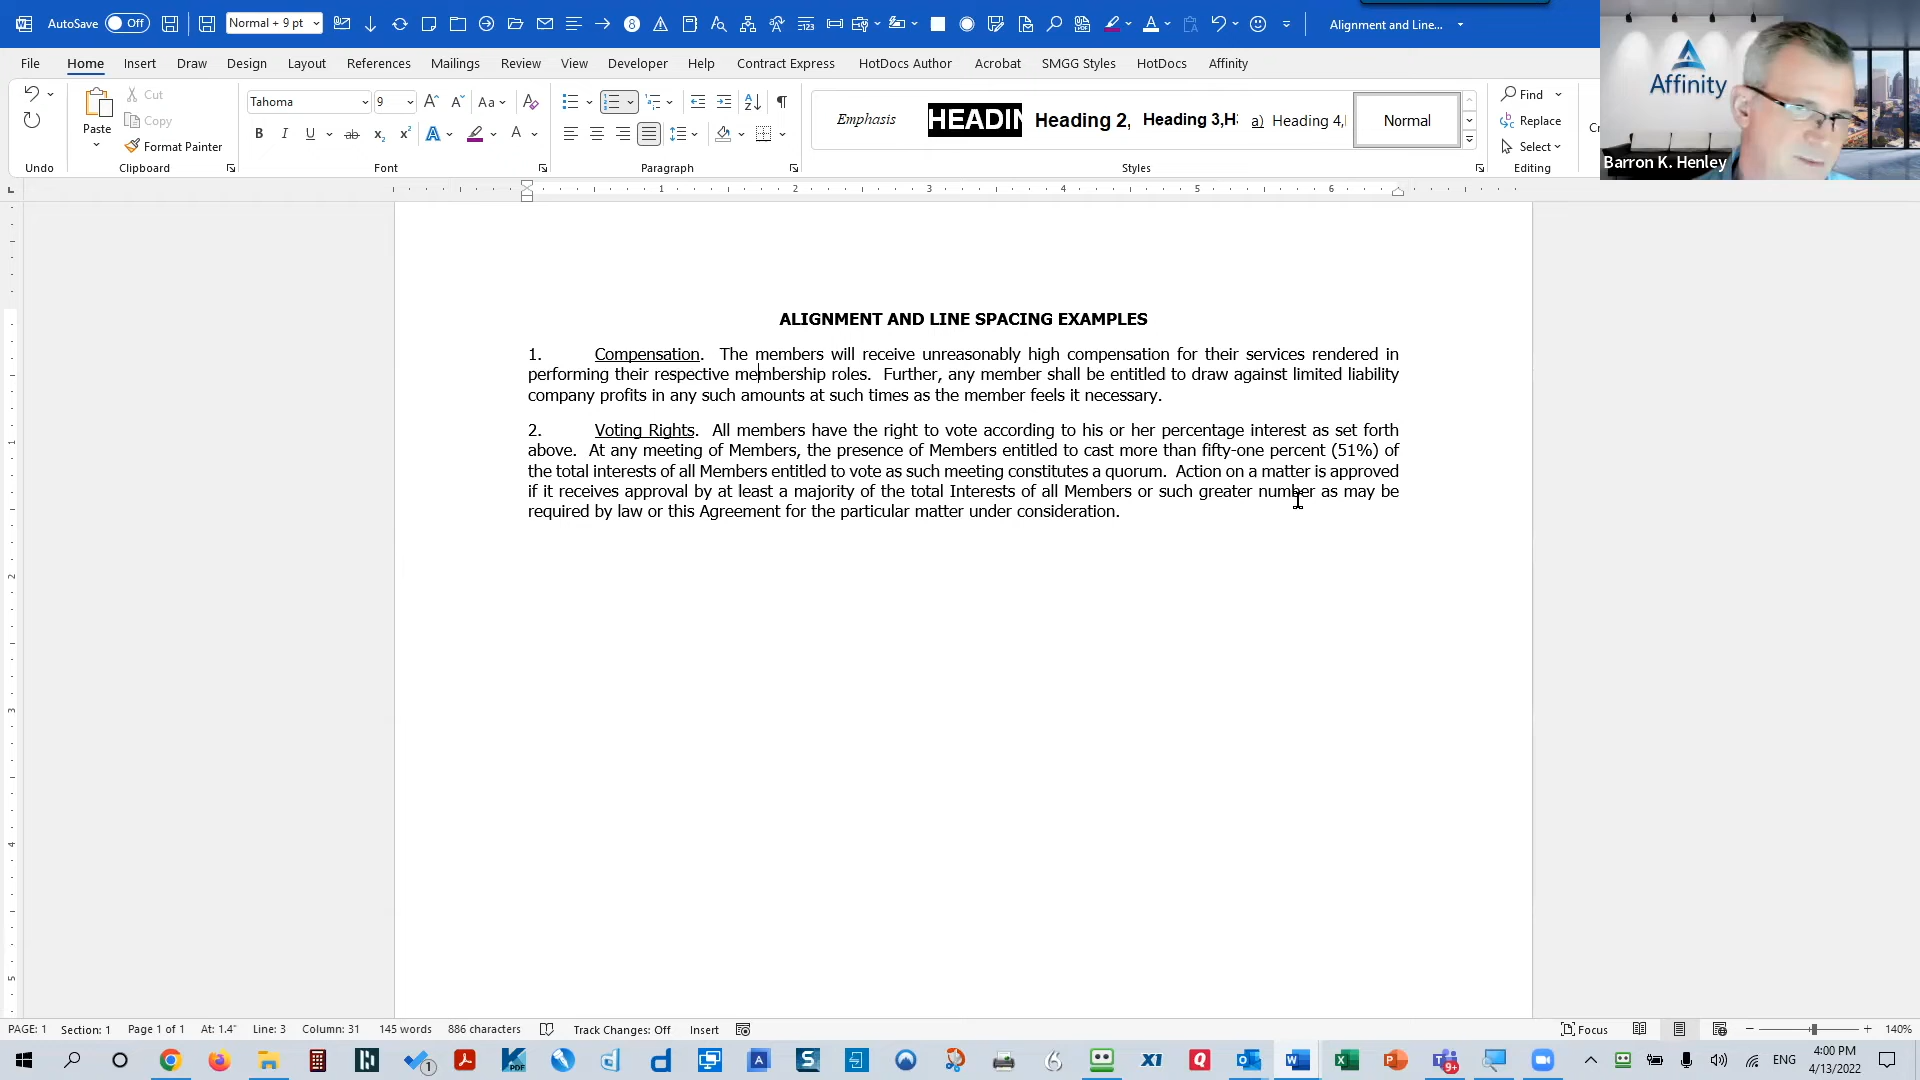 AutoSave Off Normal + 9 pt Alignment and Line...
File Home Insert Draw Design Layout References Mailings Review View Developer Help Contract Express HotDocs Author Acrobat SMGG Styles HotDocs Affinity
Paste
Cut
Copy
Format Painter
Tahoma 9
Emphasis HEADIN Heading 2, Heading 3,H: a) Heading 4,l Normal
Find
Replace
Select
Undo Clipboard Font Paragraph Styles Editing
Affinity
Barron K. Henley
1 2 3 4 5 6
ALIGNMENT AND LINE SPACING EXAMPLES
1. Compensation. The members will receive unreasonably high compensation for their services rendered in
performing their respective membership roles. Further, any member shall be entitled to draw against limited liability
company profits in any such amounts at such times as the member feels it necessary.
2. Voting Rights. All members have the right to vote according to his or her percentage interest as set forth
above. At any meeting of Members, the presence of Members entitled to cast more than fifty-one percent (51%) of
the total interests of all Members entitled to vote as such meeting constitutes a quorum. Action on a matter is approved
if it receives approval by at least a majority of the total Interests of all Members or such greater number as may be
required by law or this Agreement for the particular matter under consideration.
PAGE: 1 Section: 1 Page 1 of 1 At: 1.4" Line: 3 Column: 31 145 words 886 characters Track Changes: Off Insert Focus 140%
ENG 4:00 PM
4/13/2022